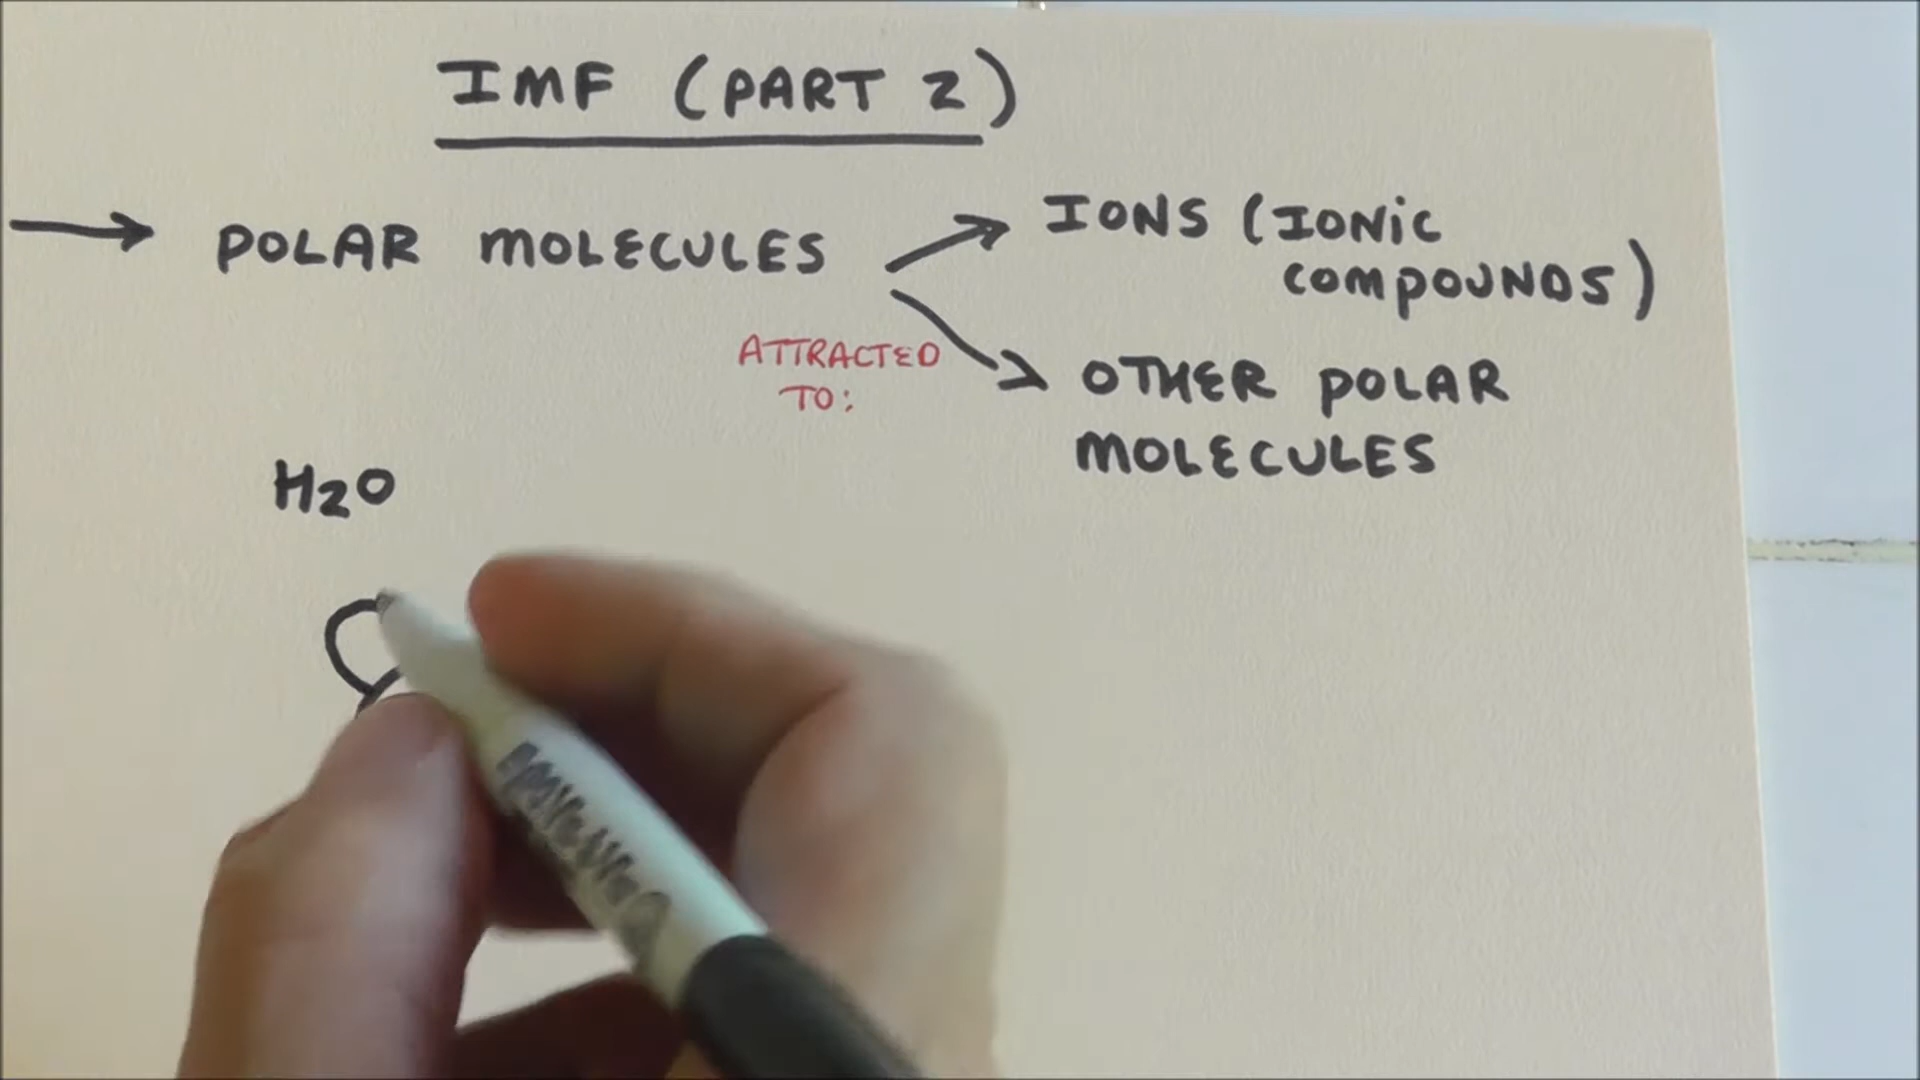 IMF (PART 2)
POLAR MOLECULES
IONS (IONIC
COMPOUNDS)
ATTRACTED
TO:
OTHER POLAR
MOLECULES
H2O